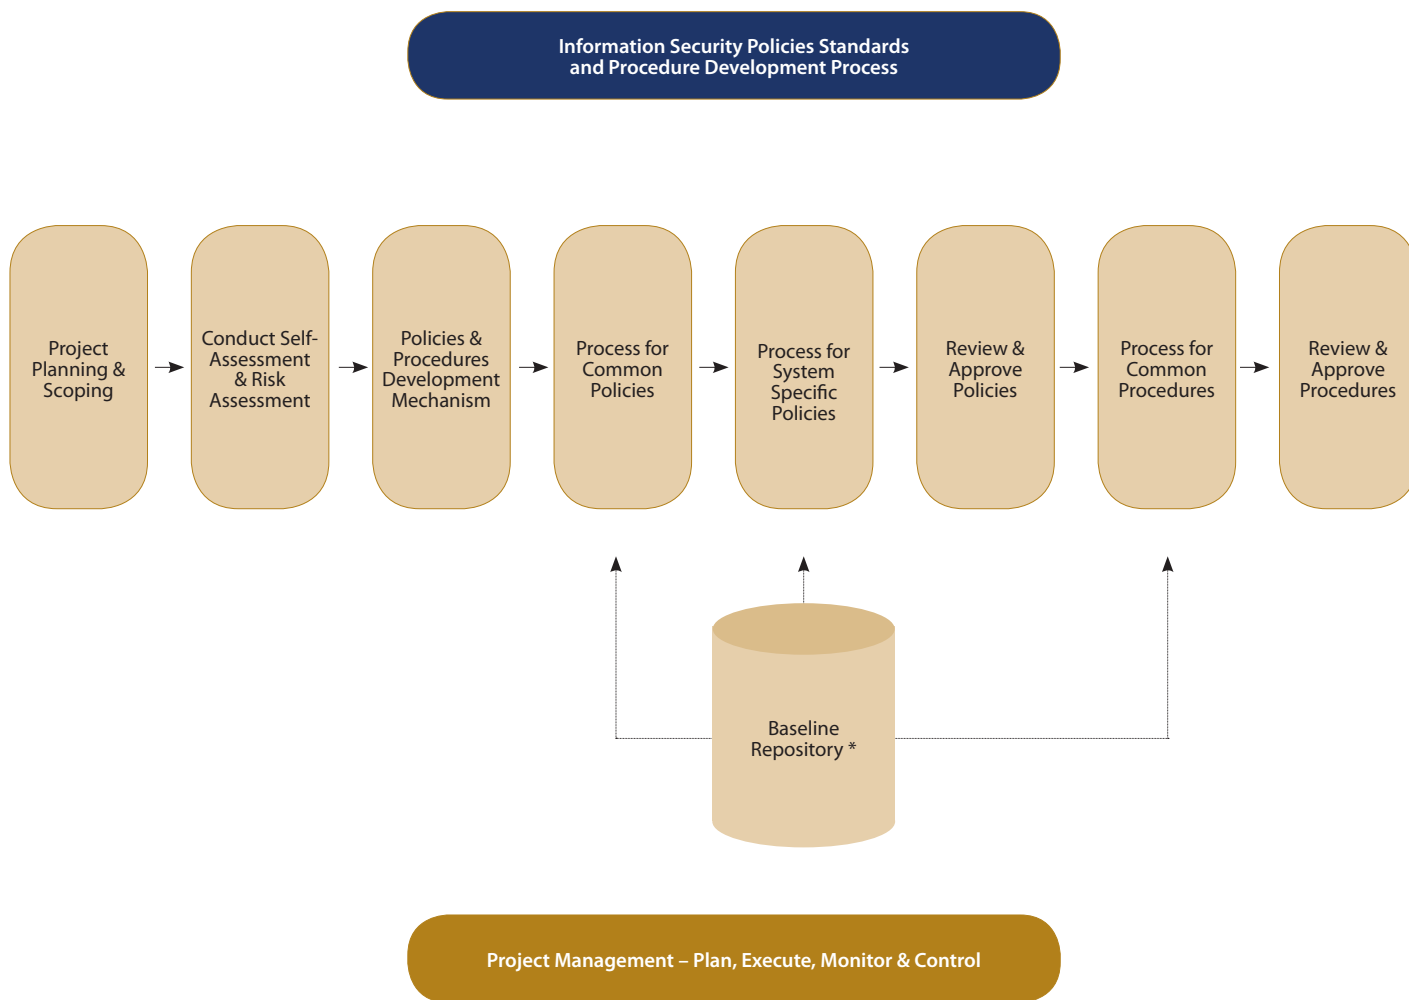 Information Security Policies Standards
and Procedure Development Process
Project
Planning &
Scoping
Conduct Self-
Assessment
& Risk
Assessment
Policies &
Procedures
Development
Mechanism
Process for
Common
Policies
Process for
System
Specific
Policies
Review &
Approve
Policies
Process for
Common
Procedures
Review &
Approve
Procedures
Baseline
Repository *
Project Management – Plan, Execute, Monitor & Control